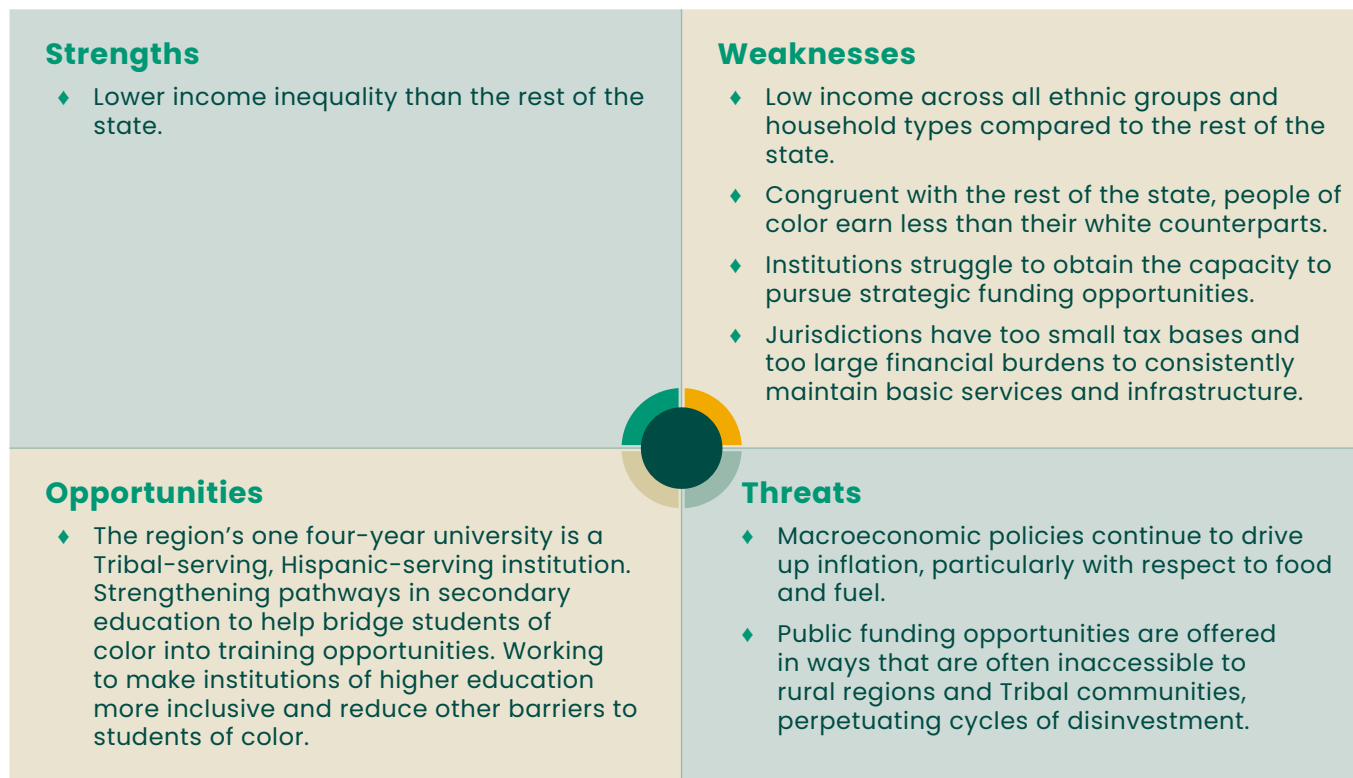 Strengths
♦ Lower income inequality than the rest of the
state.
Weaknesses
♦ Low income across all ethnic groups and
household types compared to the rest of the
state.
♦ Congruent with the rest of the state, people of
color earn less than their white counterparts.
♦ Institutions struggle to obtain the capacity to
pursue strategic funding opportunities.
♦ Jurisdictions have too small tax bases and
too large financial burdens to consistently
maintain basic services and infrastructure.
Opportunities
♦ The region’s one four-year university is a
Tribal-serving, Hispanic-serving institution.
Strengthening pathways in secondary
education to help bridge students of
color into training opportunities. Working
to make institutions of higher education
more inclusive and reduce other barriers to
students of color.
Threats
♦ Macroeconomic policies continue to drive
up inflation, particularly with respect to food
and fuel.
♦ Public funding opportunities are offered
in ways that are often inaccessible to
rural regions and Tribal communities,
perpetuating cycles of disinvestment.